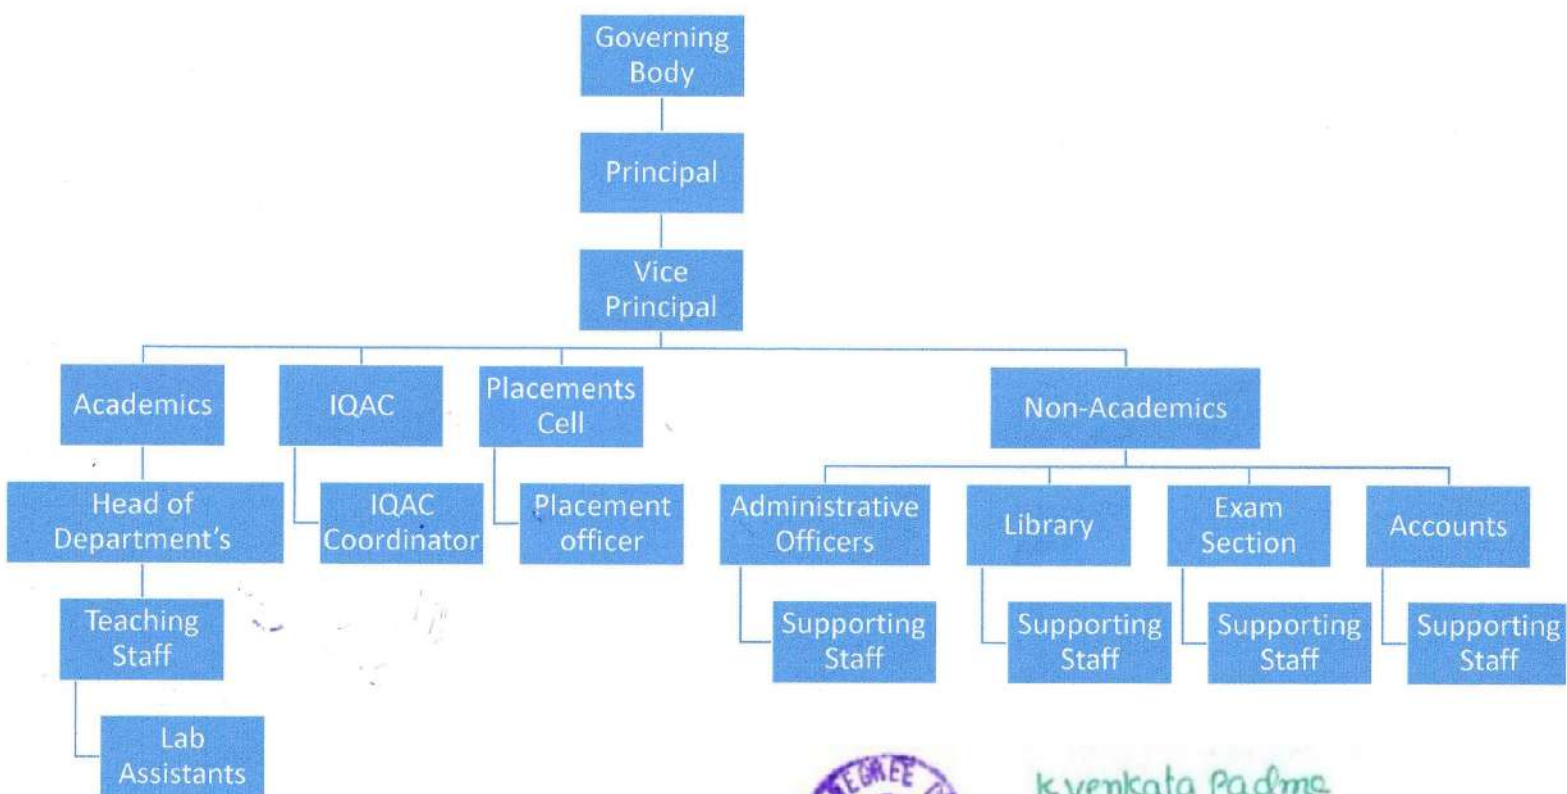 Governing
Body
Principal
Vice
Principal
Academics
IQAC
Placements
Cell
Non-Academics
Head of
Department's
IQAC
Coordinator
Placement
officer
Administrative
Officers
Library
Exam
Section
Accounts
Teaching
Staff
Supporting
Staff
Supporting
Staff
Supporting
Staff
Supporting
Staff
Lab
Assistants
DEGREE
K venkata Padma